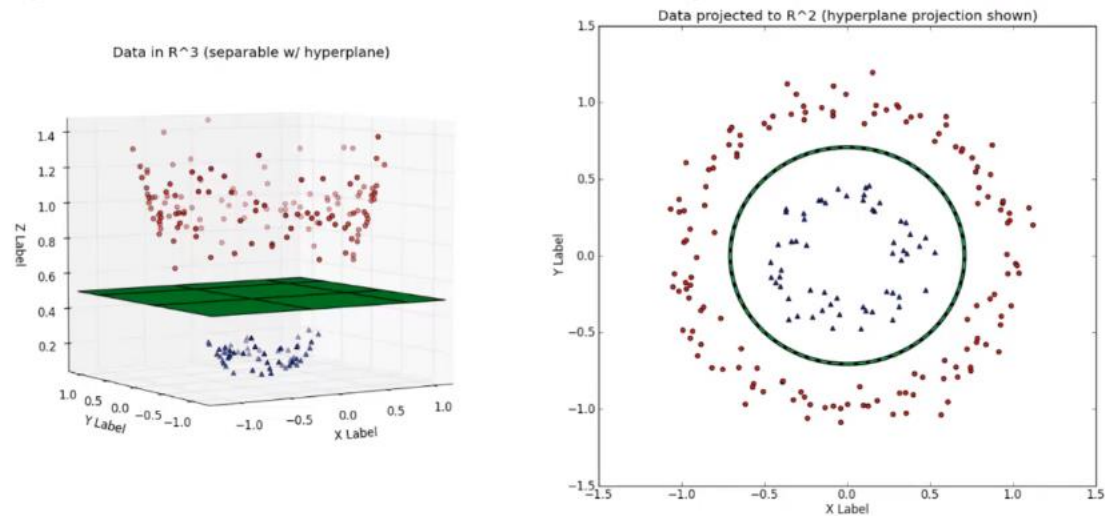 Data in R^3 (separable w/ hyperplane)
1.4
1.2
1.0
0.8
0.6
0.4
0.2
Z Label
1.0 0.5 0.0 −0.5 −1.0
Y Label
−1.0 −0.5 0.0 0.5 1.0
X Label
Data projected to R^2 (hyperplane projection shown)
1.5
1.0
0.5
0.0
−0.5
−1.0
−1.5
Y Label
−1.5 −1.0 −0.5 0.0 0.5 1.0 1.5
X Label